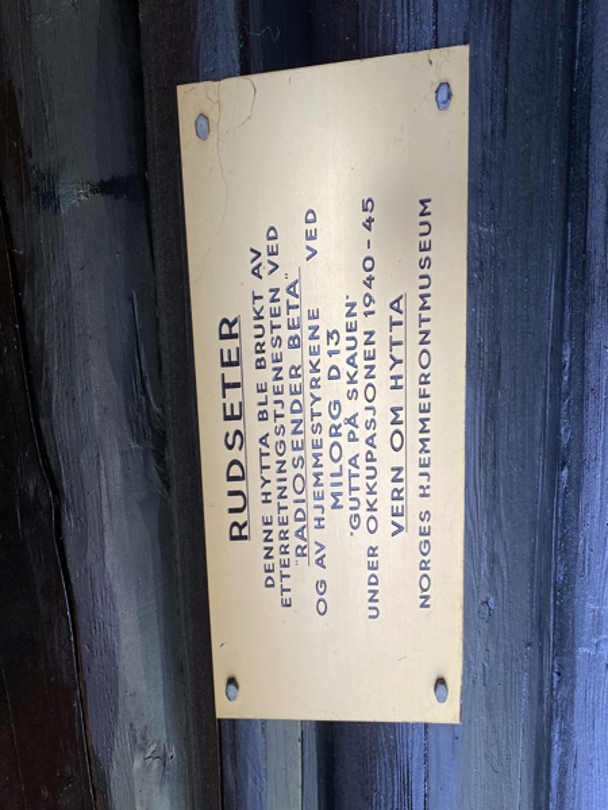 RUDSETER
DENNE HYTTA BLE BRUKT AV
ETTERRETNINGSTJENESTEN VED
"RADIOSENDER BETA"
OG AV HJEMMESTYRKENE VED
MILORG D13
"GUTTA PÅ SKAUEN"
UNDER OKKUPASJONEN 1940-45
VERN OM HYTTA
NORGES HJEMMEFRONTMUSEUM